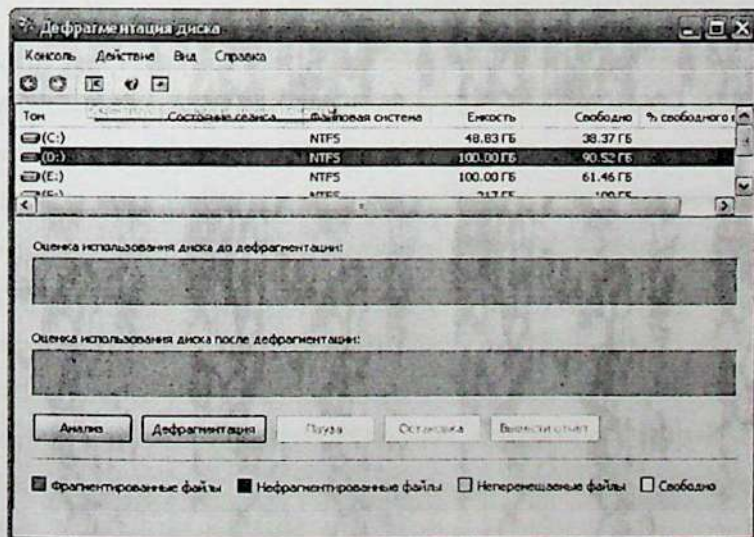 Дефрагментация диска
Консоль Действие Вид Справка
Том Состояние сеанса Файловая система Емкость Свободно % свободного
(C:) NTFS 48.83 ГБ 38.37 ГБ
(D:) NTFS 100.00 ГБ 90.52 ГБ
(E:) NTFS 100.00 ГБ 61.46 ГБ
NTFS
Оценка использования диска до дефрагментации:
Оценка использования диска после дефрагментации:
Анализ Дефрагментация Пауза Остановка Вывести отчет
Фрагментированные файлы Нефрагментированные файлы Неперемещаемые файлы Свободно